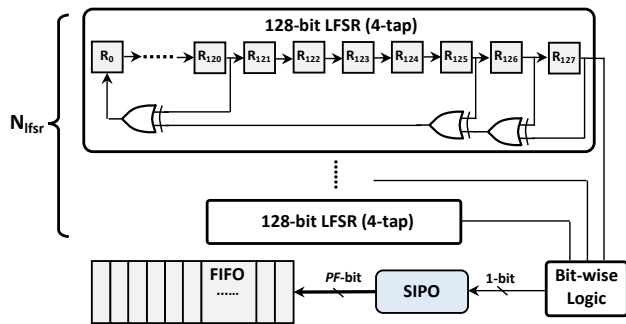 128-bit LFSR (4-tap)
R0 R120 R121 R122 R123 R124 R125 R126 R127
Nlfsr
128-bit LFSR (4-tap)
FIFO
......
PF-bit
SIPO
1-bit
Bit-wise
Logic